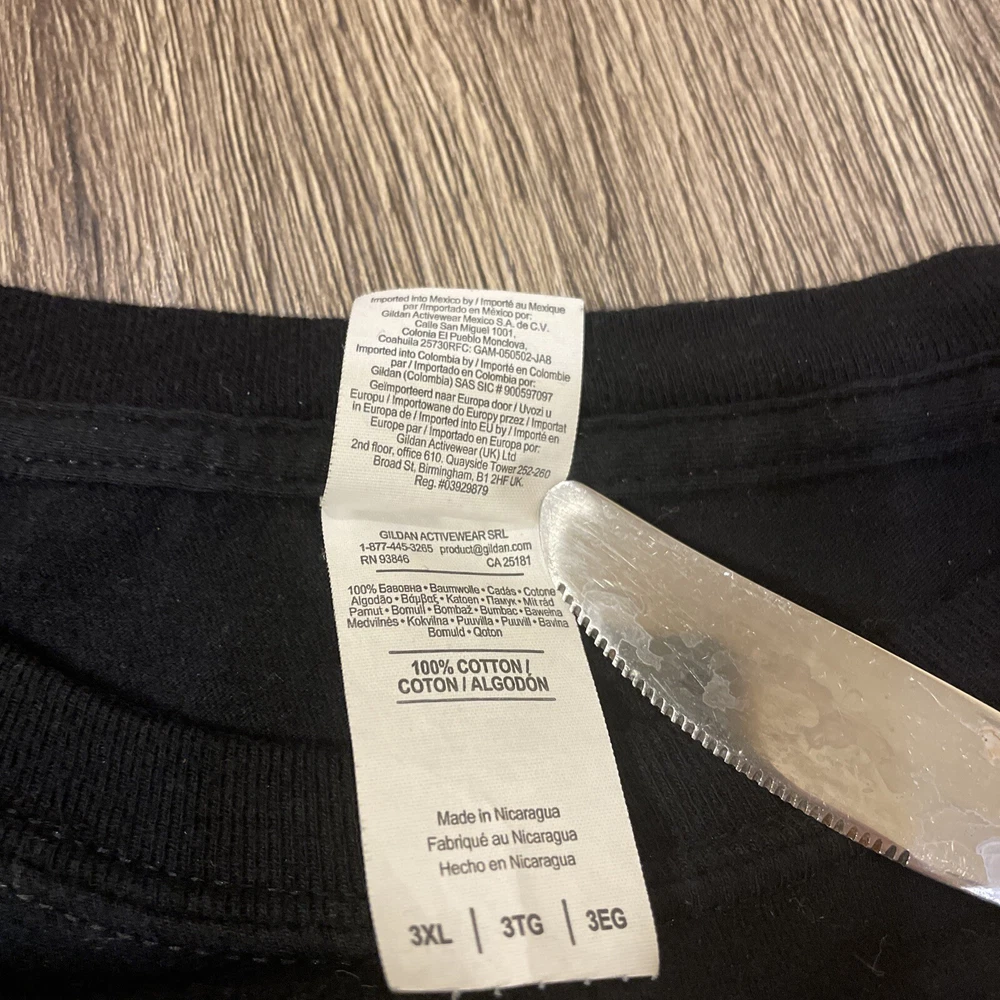 Imported into Mexico by / Importé au Mexique
par /Importado en México por:
Gildan Activewear Mexico S.A. de C.V.
Calle San Miguel 1001,
Colonia El Pueblo Monclova,
Coahuila 25730RFC: GAM-050502-JA8
Imported into Colombia by / Importé en Colombie
par / Importado en Colombia por:
Gildan (Colombia) SAS SIC # 900597097
Geïmporteerd naar Europa door / Uvozi u
Europu / Importowane do Europy przez / Importat
in Europa de / Imported into EU by / Importé en
Europe par / Importado en Europa por:
Gildan Activewear (UK) Ltd
2nd floor, office 610. Quayside Tower 252-260
Broad St, Birmingham, B1 2HF UK.
Reg. #03929879
GILDAN ACTIVEWEAR SRL
1-877-445-3265 product@gildan.com
RN 93846 CA 25181
100% Бавовна • Baumwolle • Cadás • Cotone
Algodão • Βάμβαξ • Katoen • Памук • Mit rád
Pamut • Bomull • Bombaž • Bumbac • Bawełna
Medvilnės • Kokvilna • Puuvilla • Puuvill • Bavlna
Bomuld • Qoton
100% COTTON /
COTON / ALGODÓN
Made in Nicaragua
Fabriqué au Nicaragua
Hecho en Nicaragua
3XL | 3TG | 3EG